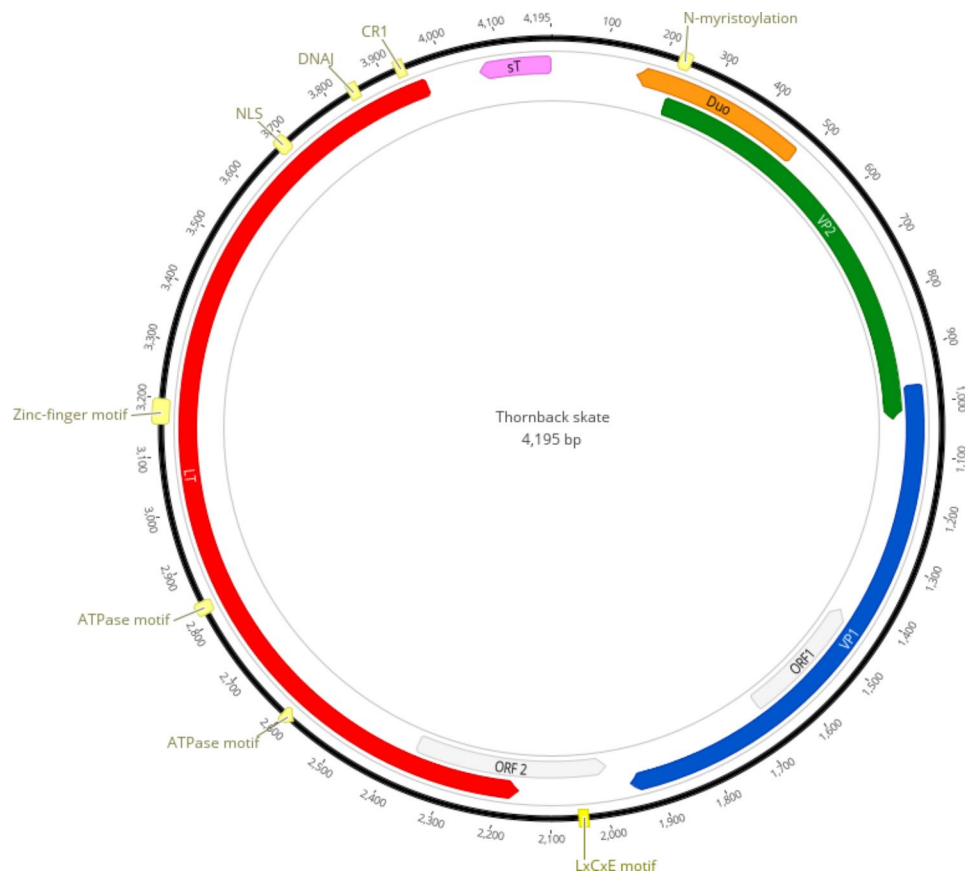 4,195
100
200
300
400
500
600
700
800
900
1,000
1,100
1,200
1,300
1,400
1,500
1,600
1,700
1,800
1,900
2,000
2,100
2,200
2,300
2,400
2,500
2,600
2,700
2,800
2,900
3,000
3,100
3,200
3,300
3,400
3,500
3,600
3,700
3,800
3,900
4,000
4,100
N-myristoylation
CR1
DNAJ
NLS
sT
Duo
VP2
Zinc-finger motif
Thornback skate
4,195 bp
LT
ATPase motif
VP1
ORF1
ATPase motif
ORF 2
LxCxE motif